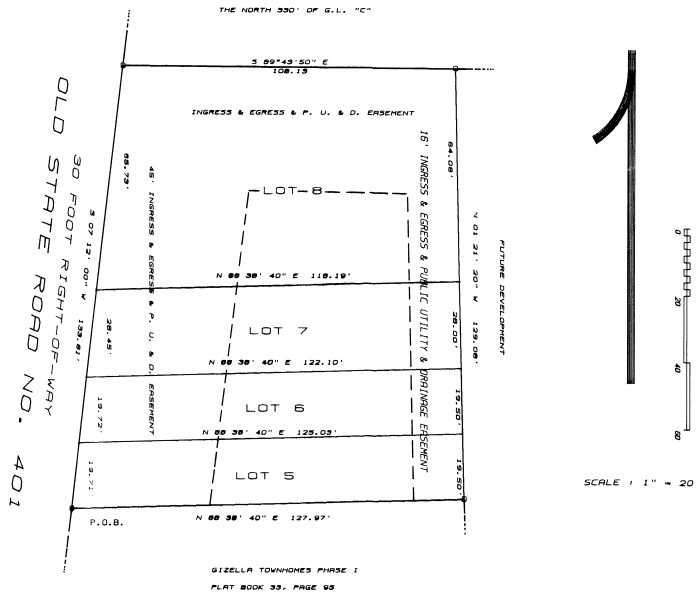 THE NORTH 330' OF G.L. "C"
S 89°43'50" E
108.13
INGRESS & EGRESS & P. U. & D. EASEMENT
OLD STATE ROAD NO. 401
30 FOOT RIGHT-OF-WAY
S 07 12' 00" W 133.61'
65.73'
45' INGRESS & EGRESS & P. U. & D. EASEMENT
LOT 8
16' INGRESS & EGRESS & PUBLIC UTILITY & DRAINAGE EASEMENT
64.08'
N 01 21' 20" W 129.08'
FUTURE DEVELOPMENT
N 88 38' 40" E 118.19'
28.45'
LOT 7
28.00'
N 88 38' 40" E 122.10'
19.72'
LOT 6
19.50'
N 88 38' 40" E 125.03'
19.71'
LOT 5
19.50'
P.O.B.
N 88 38' 40" E 127.97'
GIZELLA TOWNHOMES PHASE I
PLAT BOOK 33, PAGE 95
0
20
40
60
SCALE : 1" = 20